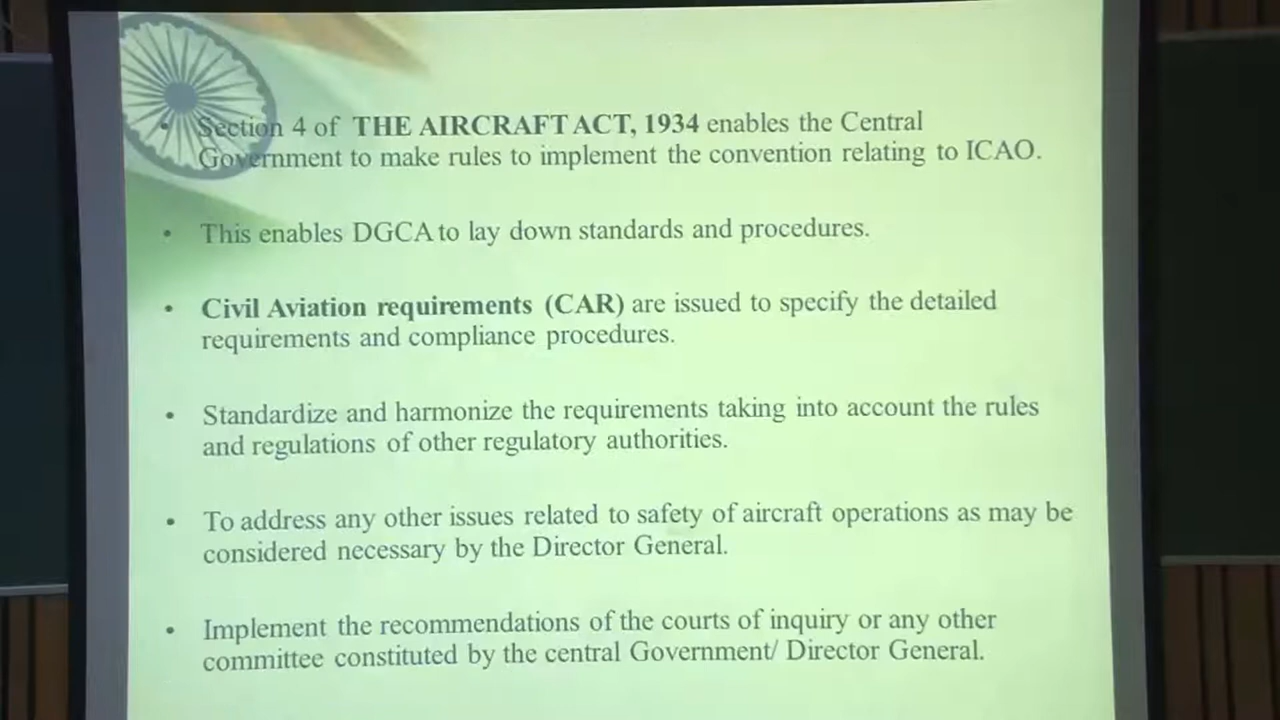 • Section 4 of THE AIRCRAFT ACT, 1934 enables the Central
Government to make rules to implement the convention relating to ICAO.
• This enables DGCA to lay down standards and procedures.
• Civil Aviation requirements (CAR) are issued to specify the detailed
requirements and compliance procedures.
• Standardize and harmonize the requirements taking into account the rules
and regulations of other regulatory authorities.
• To address any other issues related to safety of aircraft operations as may be
considered necessary by the Director General.
• Implement the recommendations of the courts of inquiry or any other
committee constituted by the central Government/ Director General.